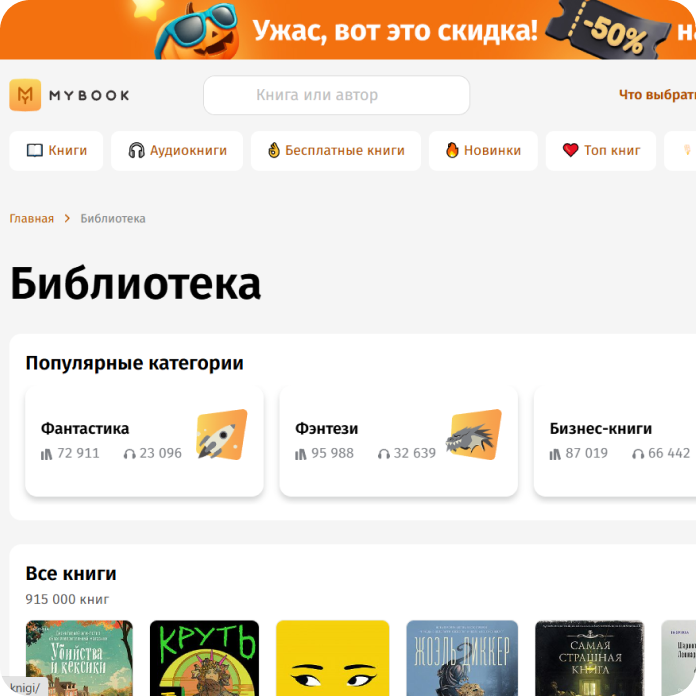 Ужас, вот это скидка!
-50%
MYBOOK
Книга или автор
Что выбрат
Книги
Аудиокниги
Бесплатные книги
Новинки
Топ книг
Главная > Библиотека
Библиотека
Популярные категории
Фантастика
72 911 23 096
Фэнтези
95 988 32 639
Бизнес-книги
87 019 66 442
Все книги
915 000 книг
Убийства
и кексики
КРУТЬ
ЖОЭЛЬ ДИККЕР
САМАЯ
СТРАШНАЯ
КНИГА
knigi/